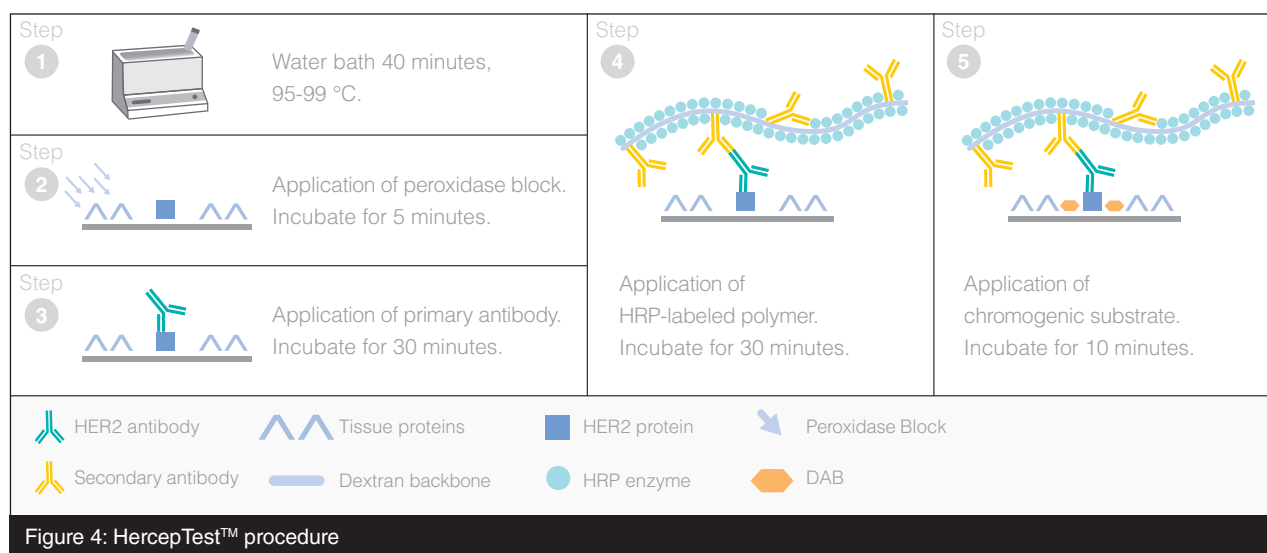 Step
1
Water bath 40 minutes,
95-99 °C.
Step
2
Application of peroxidase block.
Incubate for 5 minutes.
Step
3
Application of primary antibody.
Incubate for 30 minutes.
Step
4
Application of
HRP-labeled polymer.
Incubate for 30 minutes.
Step
5
Application of
chromogenic substrate.
Incubate for 10 minutes.
HER2 antibody
Tissue proteins
HER2 protein
Peroxidase Block
Secondary antibody
Dextran backbone
HRP enzyme
DAB
Figure 4: HercepTest™ procedure